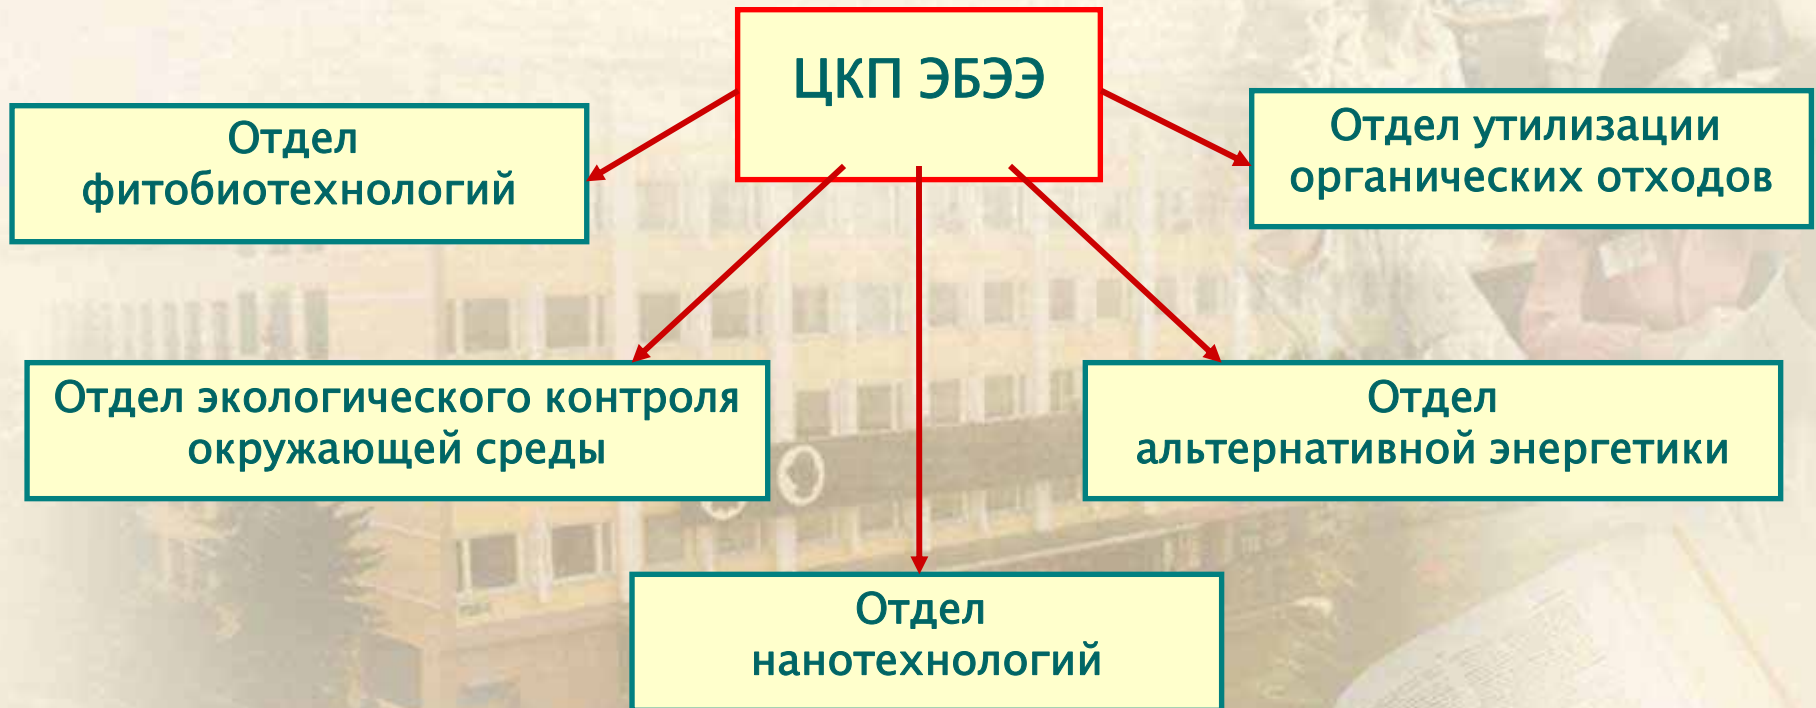 ЦКП ЭБЭЭ
Отдел
фитобиотехнологий
Отдел утилизации
органических отходов
Отдел экологического контроля
окружающей среды
Отдел
альтернативной энергетики
Отдел
нанотехнологий